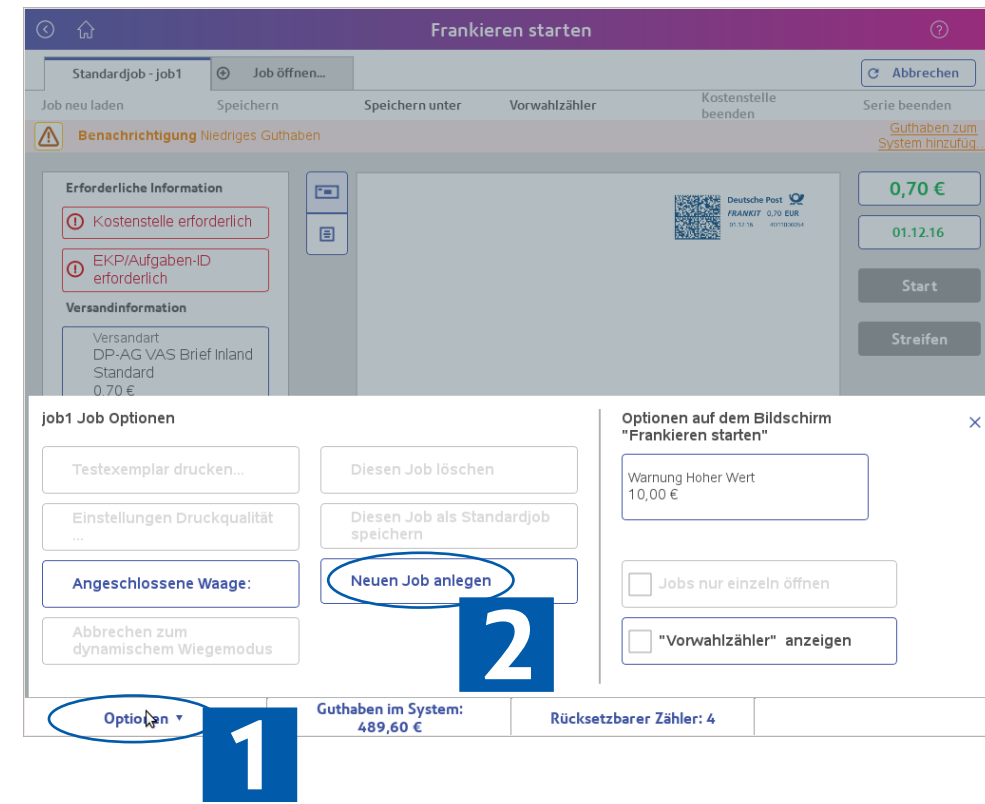 Frankieren starten
?
Standardjob - job1
Job öffnen...
Abbrechen
Job neu laden
Speichern
Speichern unter
Vorwahlzähler
Kostenstelle
beenden
Serie beenden
Benachrichtigung Niedriges Guthaben
Guthaben zum
System hinzufüg...
Erforderliche Information
Kostenstelle erforderlich
EKP/Aufgaben-ID
erforderlich
Versandinformation
Versandart
DP-AG VAS Brief Inland
Standard
0,70 €
Deutsche Post
FRANKIT 0,70 EUR
01.12.16
0,70 €
01.12.16
Start
Streifen
job1 Job Optionen
Testexemplar drucken...
Diesen Job löschen
Einstellungen Druckqualität
...
Diesen Job als Standardjob
speichern
Angeschlossene Waage:
Neuen Job anlegen
Abbrechen zum
dynamischem Wiegemodus
Optionen auf dem Bildschirm
"Frankieren starten"
Warnung Hoher Wert
10,00 €
Jobs nur einzeln öffnen
"Vorwahlzähler" anzeigen
2
Optionen
Guthaben im System:
489,60 €
Rücksetzbarer Zähler: 4
1